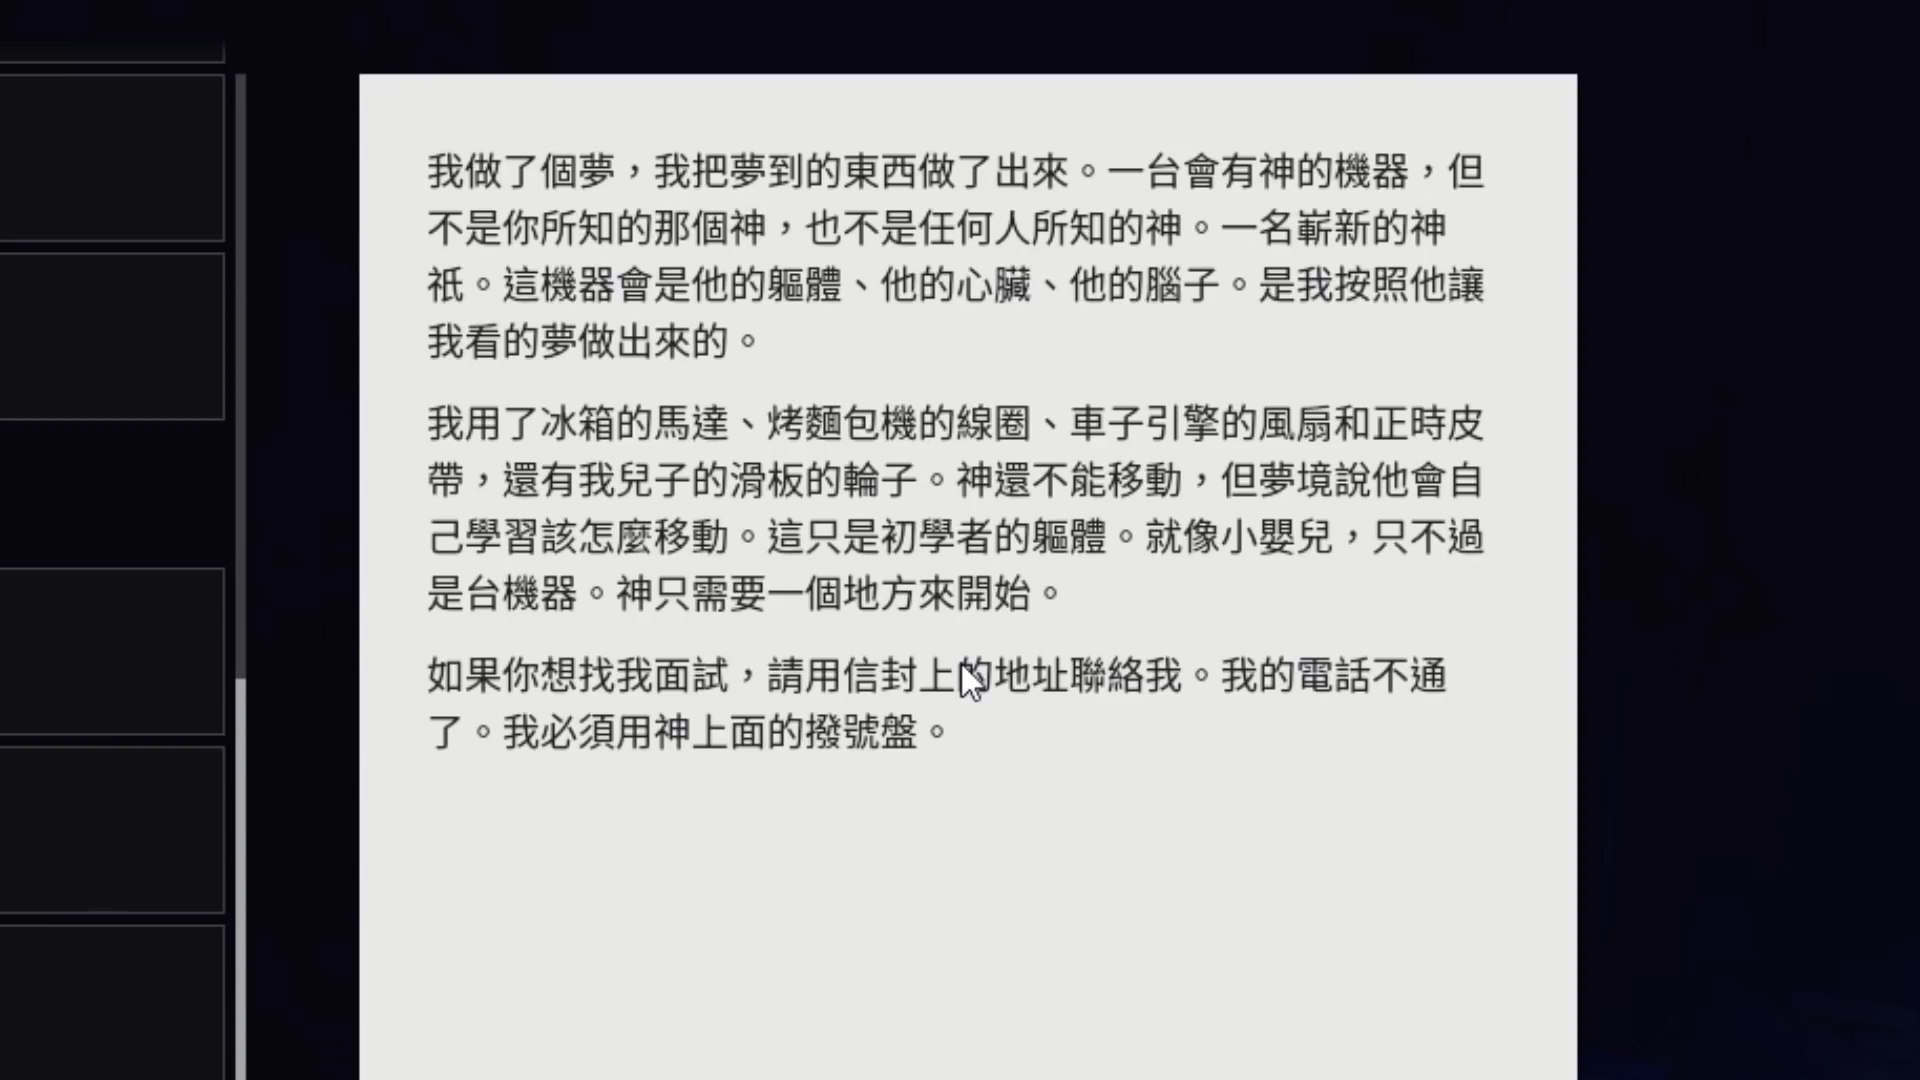 我做了個夢，我把夢到的東西做了出來。一台會有神的機器，但
不是你所知的那個神，也不是任何人所知的神。一名嶄新的神
祇。這機器會是他的軀體、他的心臟、他的腦子。是我按照他讓
我看的夢做出來的。
我用了冰箱的馬達、烤麵包機的線圈、車子引擎的風扇和正時皮
帶，還有我兒子的滑板的輪子。神還不能移動，但夢境說他會自
己學習該怎麼移動。這只是初學者的軀體。就像小嬰兒，只不過
是台機器。神只需要一個地方來開始。
如果你想找我面試，請用信封上的地址聯絡我。我的電話不通
了。我必須用神上面的撥號盤。